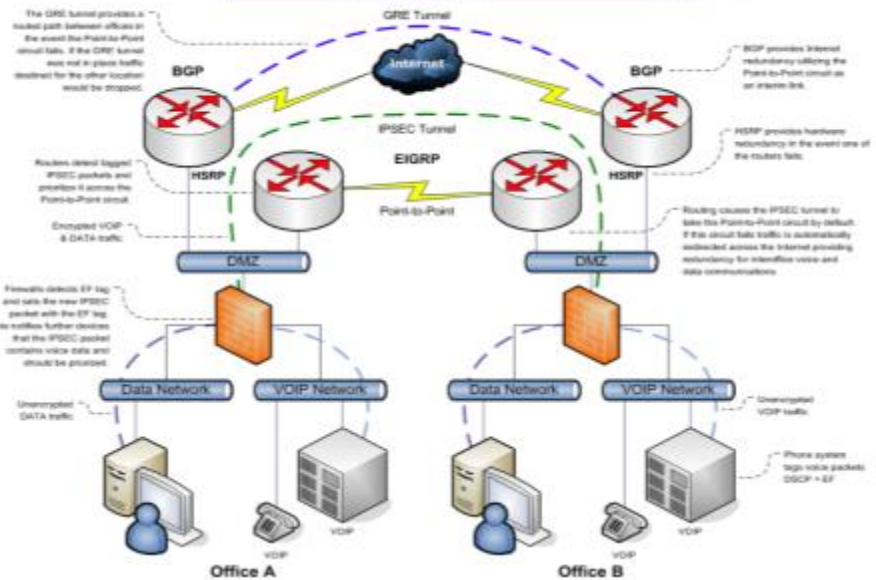 The GRE tunnel provides a
routed path between offices in
the event the Point-to-Point
circuit fails. If the GRE tunnel
was not in place traffic
destined for the other location
would be dropped.
GRE Tunnel
Internet
BGP
BGP
BGP provides Internet
redundancy utilizing the
Point-to-Point circuit as
an interim link
IPSEC Tunnel
HSRP
EIGRP
HSRP
HSRP provides hardware
redundancy in the event one of
the routers fails
Routers detect tagged
IPSEC packets and
prioritize it across the
Point-to-Point circuit
Point-to-Point
Encrypted VOIP
& DATA traffic
Routing causes the IPSEC tunnel to
take the Point-to-Point circuit by default.
If this circuit fails traffic is automatically
redirected across the Internet providing
redundancy for interoffice voice and
data communications
DMZ
DMZ
Firewalls detects EF tag
and sets the new IPSEC
packet with the EF tag.
notifies further devices
that the IPSEC packet
contains voice data and
should be priorized
Data Network
VOIP Network
Data Network
VOIP Network
Unencrypted
DATA traffic
Unencrypted
VOIP traffic
Phone system
tags voice packets
DSCP = EF
VOIP
VOIP
VOIP
VOIP
Office A
Office B